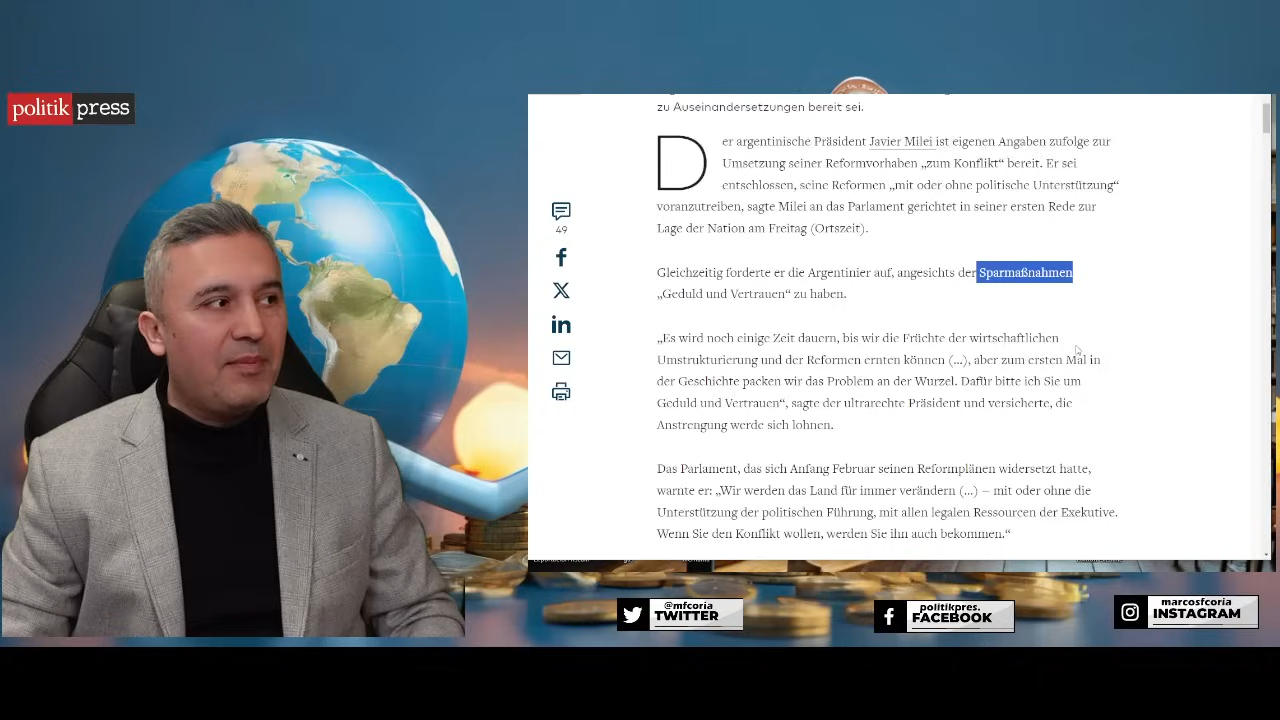 politik press
zu Auseinandersetzungen bereit sei.
Der argentinische Präsident Javier Milei ist eigenen Angaben zufolge zur
Umsetzung seiner Reformvorhaben „zum Konflikt“ bereit. Er sei
entschlossen, seine Reformen „mit oder ohne politische Unterstützung“
voranzutreiben, sagte Milei an das Parlament gerichtet in seiner ersten Rede zur
Lage der Nation am Freitag (Ortszeit).
49
Gleichzeitig forderte er die Argentinier auf, angesichts der Sparmaßnahmen
„Geduld und Vertrauen“ zu haben.
„Es wird noch einige Zeit dauern, bis wir die Früchte der wirtschaftlichen
Umstrukturierung und der Reformen ernten können (...), aber zum ersten Mal in
der Geschichte packen wir das Problem an der Wurzel. Dafür bitte ich Sie um
Geduld und Vertrauen“, sagte der ultrarechte Präsident und versicherte, die
Anstrengung werde sich lohnen.
Das Parlament, das sich Anfang Februar seinen Reformplänen widersetzt hatte,
warnte er: „Wir werden das Land für immer verändern (...) – mit oder ohne die
Unterstützung der politischen Führung, mit allen legalen Ressourcen der Exekutive.
Wenn Sie den Konflikt wollen, werden Sie ihn auch bekommen.“
@mfcoria
TWITTER
politikpres.
FACEBOOK
marcosfcoria
INSTAGRAM